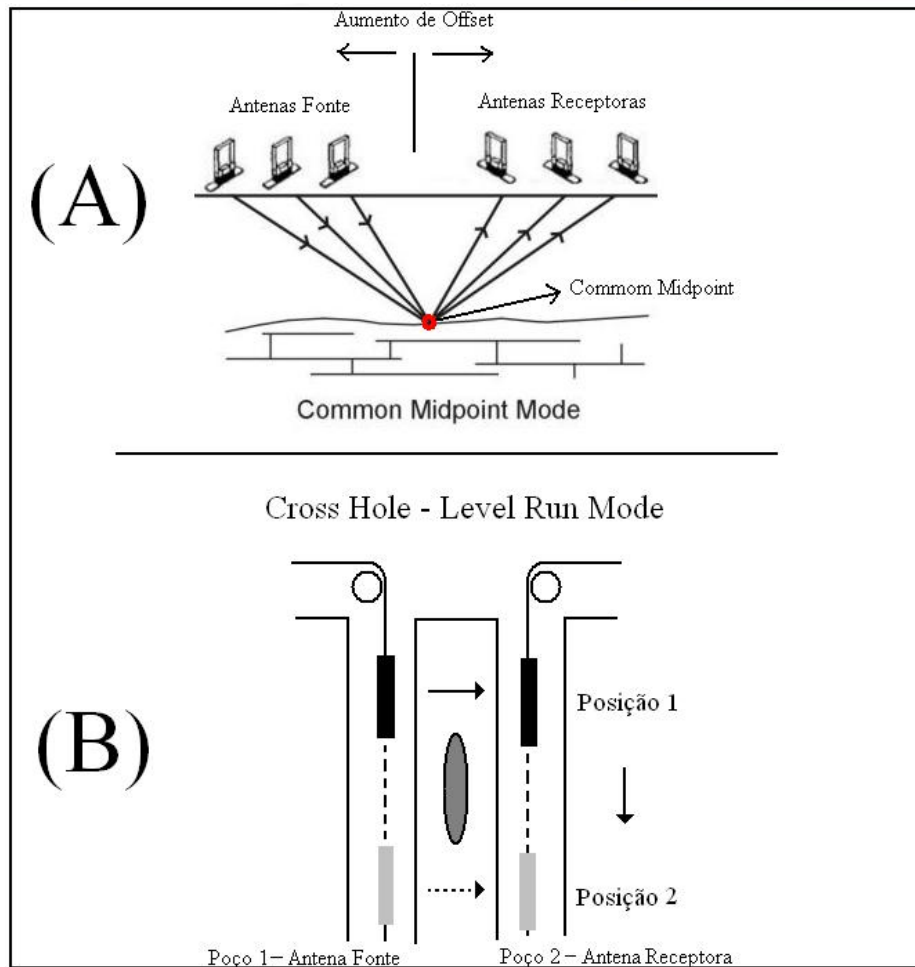 Aumento de Offset
Antenas Fonte
Antenas Receptoras
(A)
Commom Midpoint
Common Midpoint Mode
Cross Hole - Level Run Mode
Posição 1
(B)
Posição 2
Poço 1 – Antena Fonte
Poço 2 – Antena Receptora